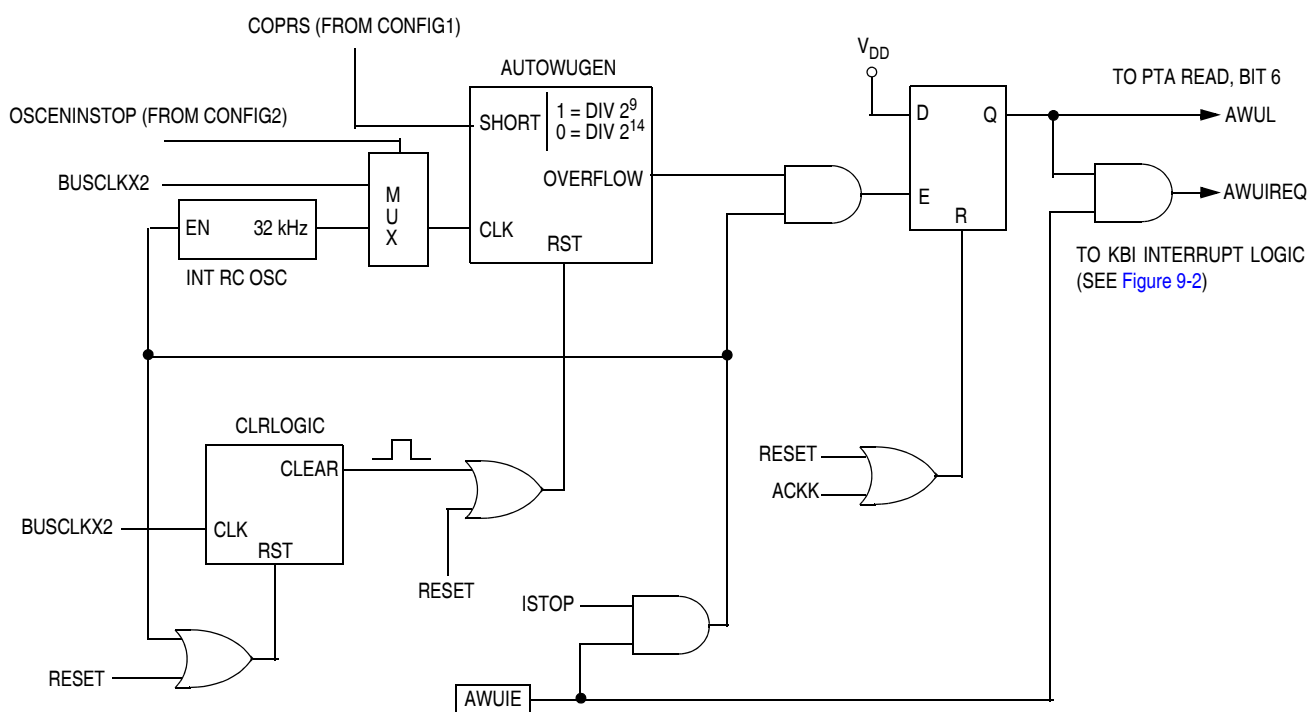 COPRS (FROM CONFIG1)
AUTOWUGEN
VDD
TO PTA READ, BIT 6
OSCENINSTOP (FROM CONFIG2)
SHORT
1 = DIV 2^9
0 = DIV 2^14
D
Q
AWUL
BUSCLKX2
M
U
X
OVERFLOW
E
AWUIREQ
EN
32 kHz
CLK
RST
R
INT RC OSC
TO KBI INTERRUPT LOGIC
(SEE Figure 9-2)
CLRLOGIC
CLEAR
RESET
ACKK
BUSCLKX2
CLK
RST
RESET
ISTOP
RESET
AWUIE